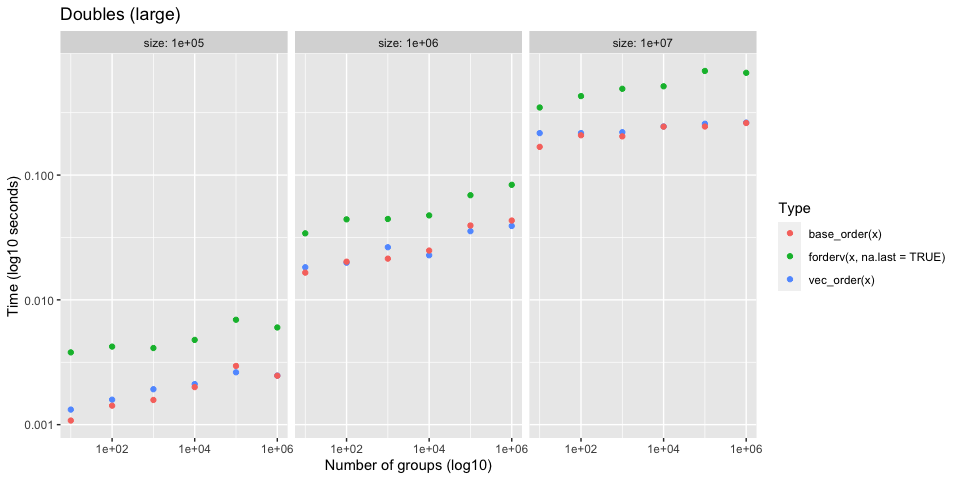 Doubles (large)
size: 1e+05
size: 1e+06
size: 1e+07
Time (log10 seconds)
0.100
0.010
0.001
1e+02
1e+04
1e+06
1e+02
1e+04
1e+06
1e+02
1e+04
1e+06
Number of groups (log10)
Type
base_order(x)
forderv(x, na.last = TRUE)
vec_order(x)